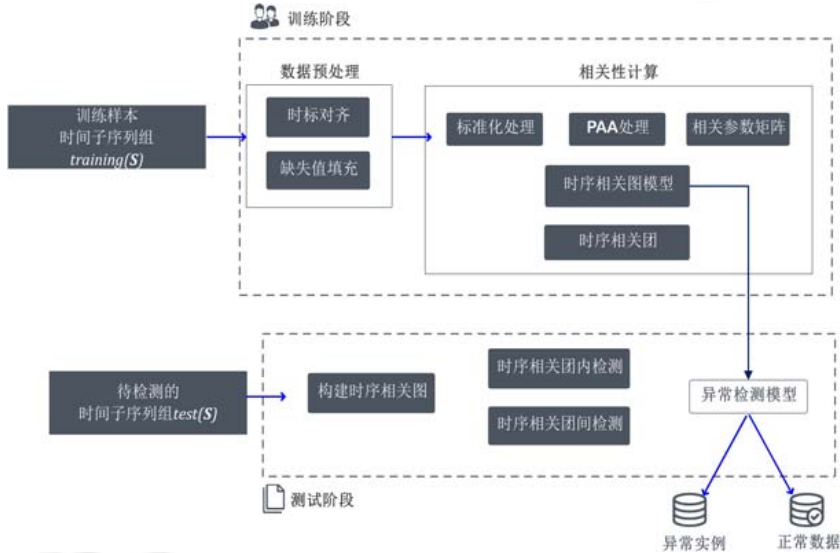 训练阶段
数据预处理
相关性计算
训练样本
时间子序列组
training(S)
时标对齐
缺失值填充
标准化处理
PAA处理
相关参数矩阵
时序相关图模型
时序相关团
待检测的
时间子序列组test(S)
构建时序相关图
时序相关团内检测
时序相关团间检测
异常检测模型
测试阶段
异常实例
正常数据